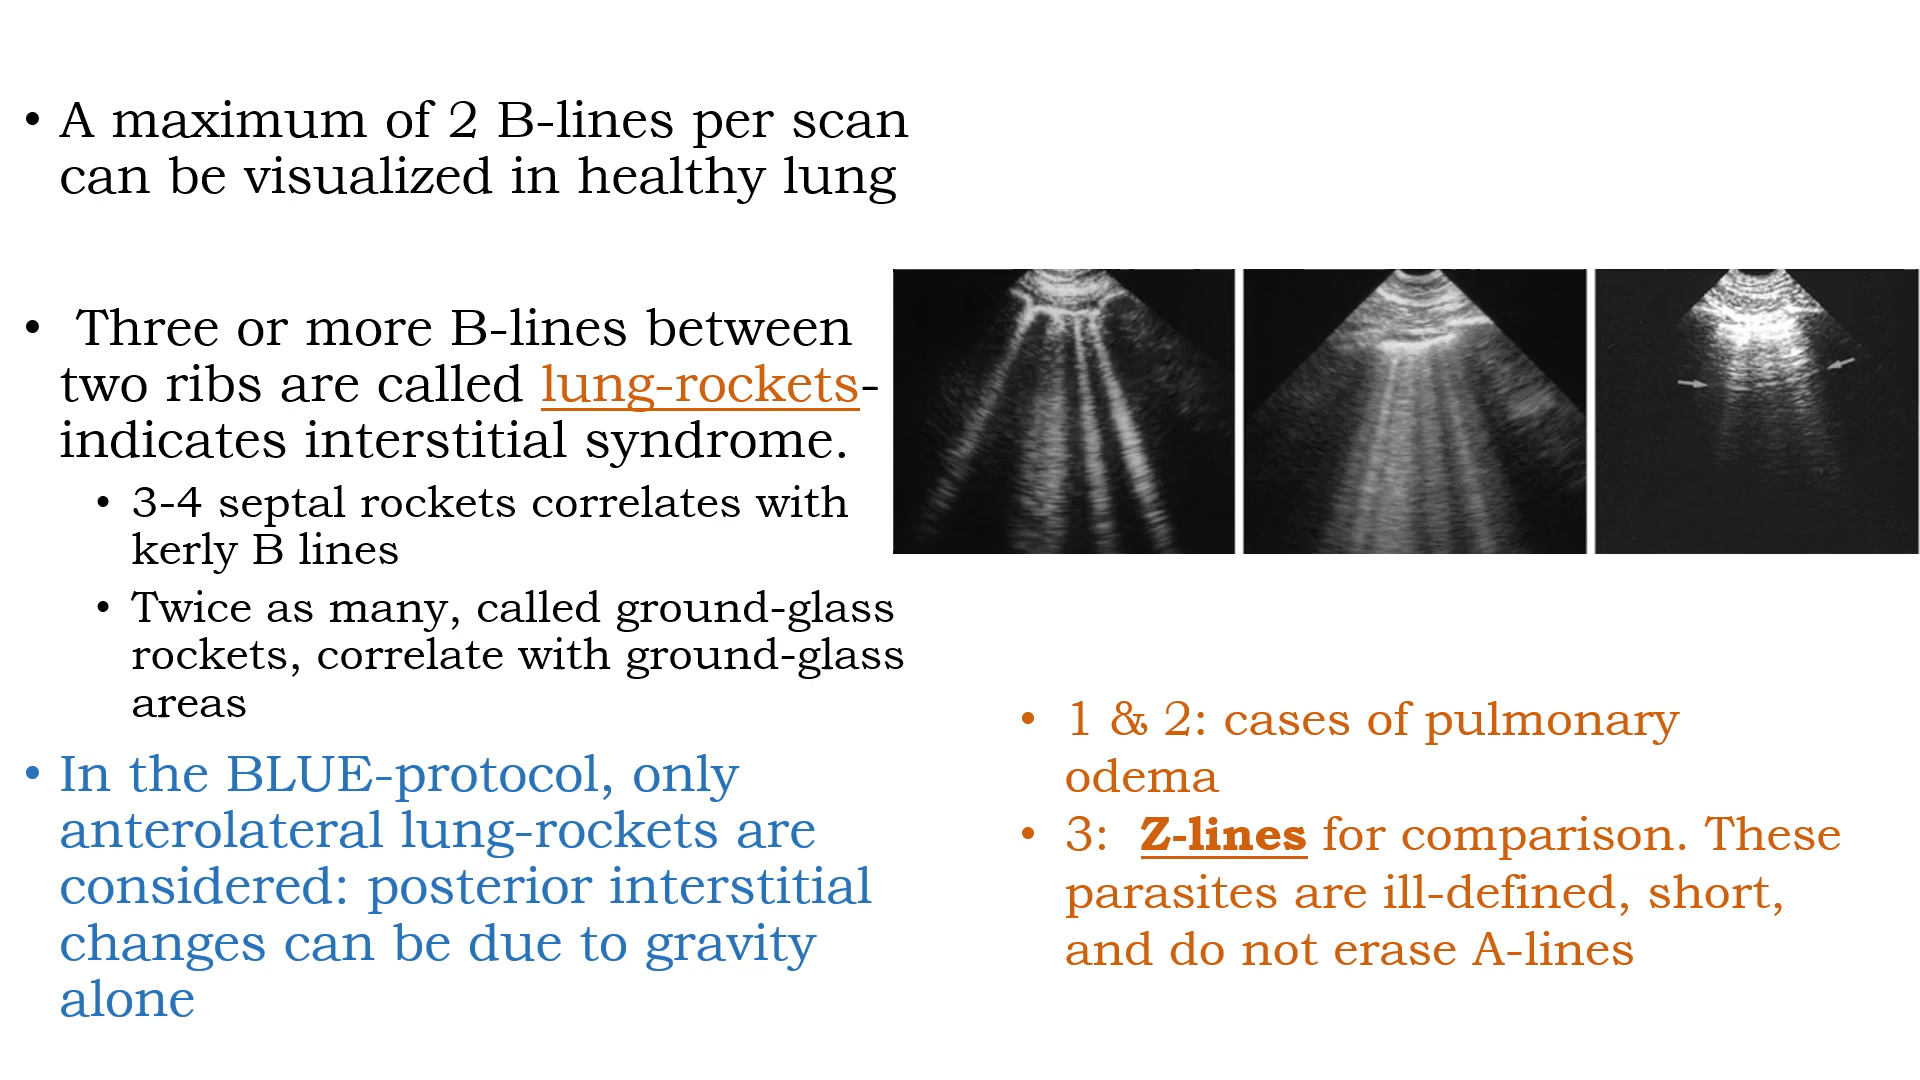 • A maximum of 2 B-lines per scan
can be visualized in healthy lung
• Three or more B-lines between
two ribs are called lung-rockets-
indicates interstitial syndrome.
• 3-4 septal rockets correlates with
kerly B lines
• Twice as many, called ground-glass
rockets, correlate with ground-glass
areas
• In the BLUE-protocol, only
anterolateral lung-rockets are
considered: posterior interstitial
changes can be due to gravity
alone
• 1 & 2: cases of pulmonary
odema
• 3: Z-lines for comparison. These
parasites are ill-defined, short,
and do not erase A-lines